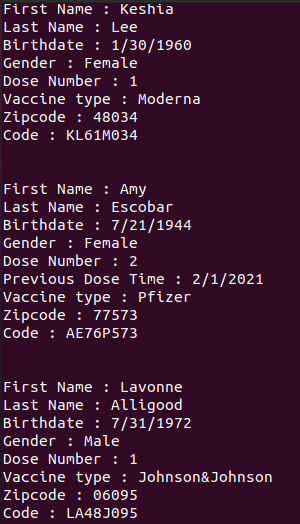 First Name : Keshia
Last Name : Lee
Birthdate : 1/30/1960
Gender : Female
Dose Number : 1
Vaccine type : Moderna
Zipcode : 48034
Code : KL61M034
First Name : Amy
Last Name : Escobar
Birthdate : 7/21/1944
Gender : Female
Dose Number : 2
Previous Dose Time : 2/1/2021
Vaccine type : Pfizer
Zipcode : 77573
Code : AE76P573
First Name : Lavonne
Last Name : Alligood
Birthdate : 7/31/1972
Gender : Male
Dose Number : 1
Vaccine type : Johnson&Johnson
Zipcode : 06095
Code : LA48J095